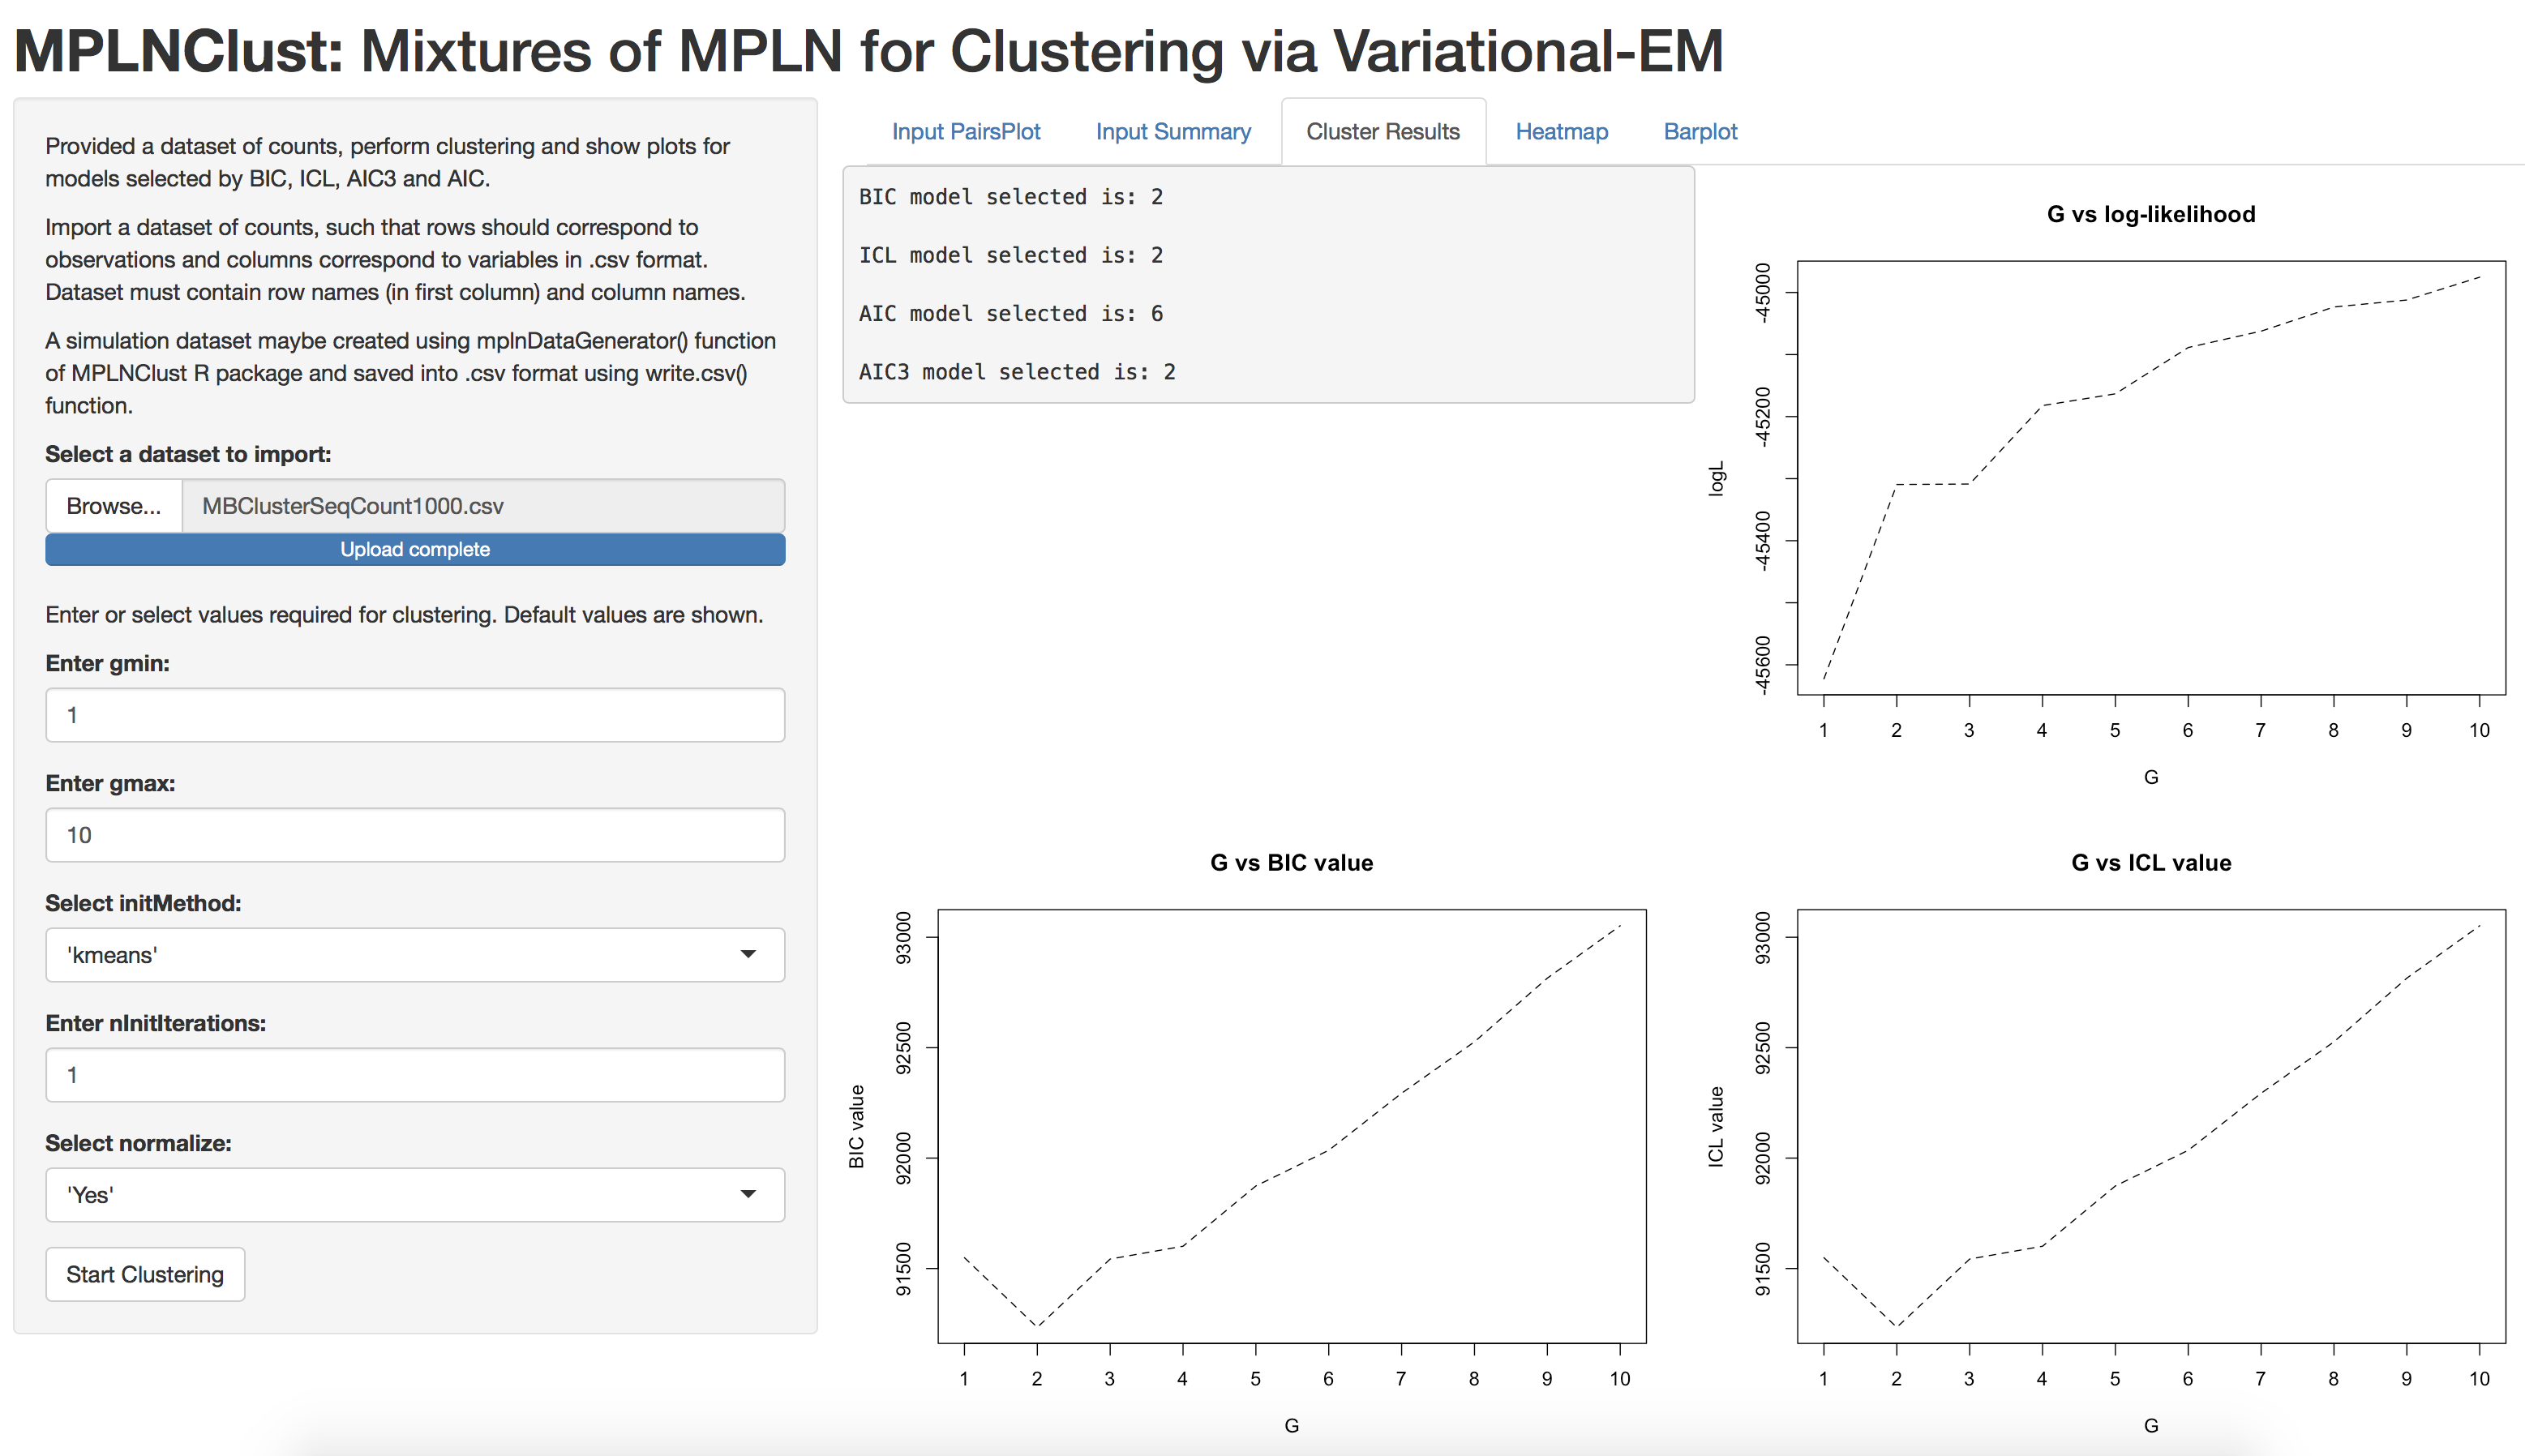 MPLNClust: Mixtures of MPLN for Clustering via Variational-EM
Provided a dataset of counts, perform clustering and show plots for
models selected by BIC, ICL, AIC3 and AIC.
Import a dataset of counts, such that rows should correspond to
observations and columns correspond to variables in .csv format.
Dataset must contain row names (in first column) and column names.
A simulation dataset maybe created using mplnDataGenerator() function
of MPLNClust R package and saved into .csv format using write.csv()
function.
Select a dataset to import:
Browse... MBClusterSeqCount1000.csv
Upload complete
Enter or select values required for clustering. Default values are shown.
Enter gmin:
1
Enter gmax:
10
Select initMethod:
'kmeans'
Enter nInitIterations:
1
Select normalize:
'Yes'
Start Clustering
Input PairsPlot Input Summary Cluster Results Heatmap Barplot
BIC model selected is: 2
ICL model selected is: 2
AIC model selected is: 6
AIC3 model selected is: 2
G vs log-likelihood
logL
-45000
-45200
-45400
-45600
1 2 3 4 5 6 7 8 9 10
G
G vs BIC value
BIC value
93000
92500
92000
91500
1 2 3 4 5 6 7 8 9 10
G
G vs ICL value
ICL value
93000
92500
92000
91500
1 2 3 4 5 6 7 8 9 10
G